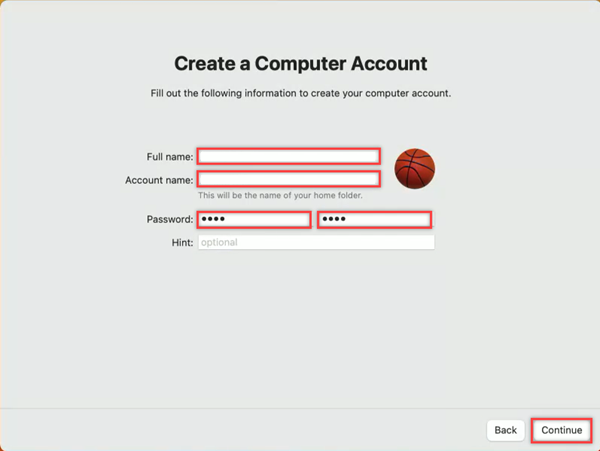 Create a Computer Account
Fill out the following information to create your computer account.
Full name:
Account name:
This will be the name of your home folder.
Password: •••• ••••
Hint: optional
Back Continue